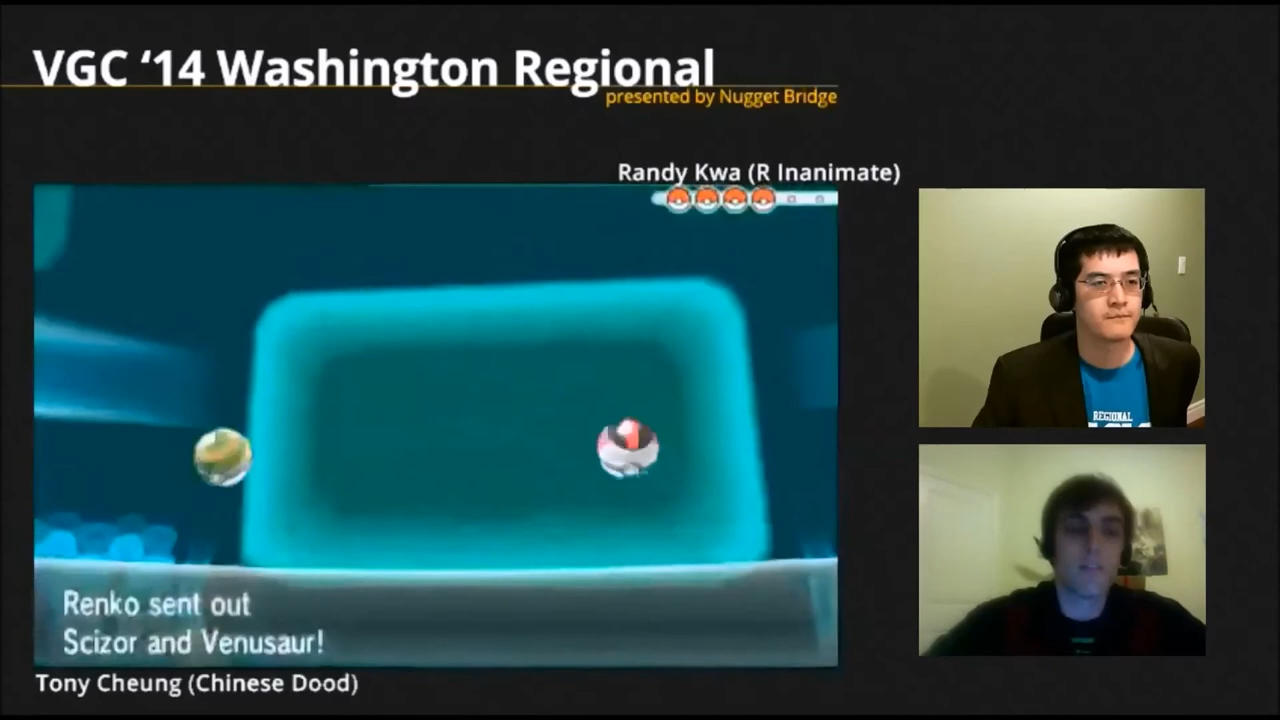 VGC ‘14 Washington Regional
presented by Nugget Bridge
Randy Kwa (R Inanimate)
REGIONAL
Renko sent out
Scizor and Venusaur!
Tony Cheung (Chinese Dood)